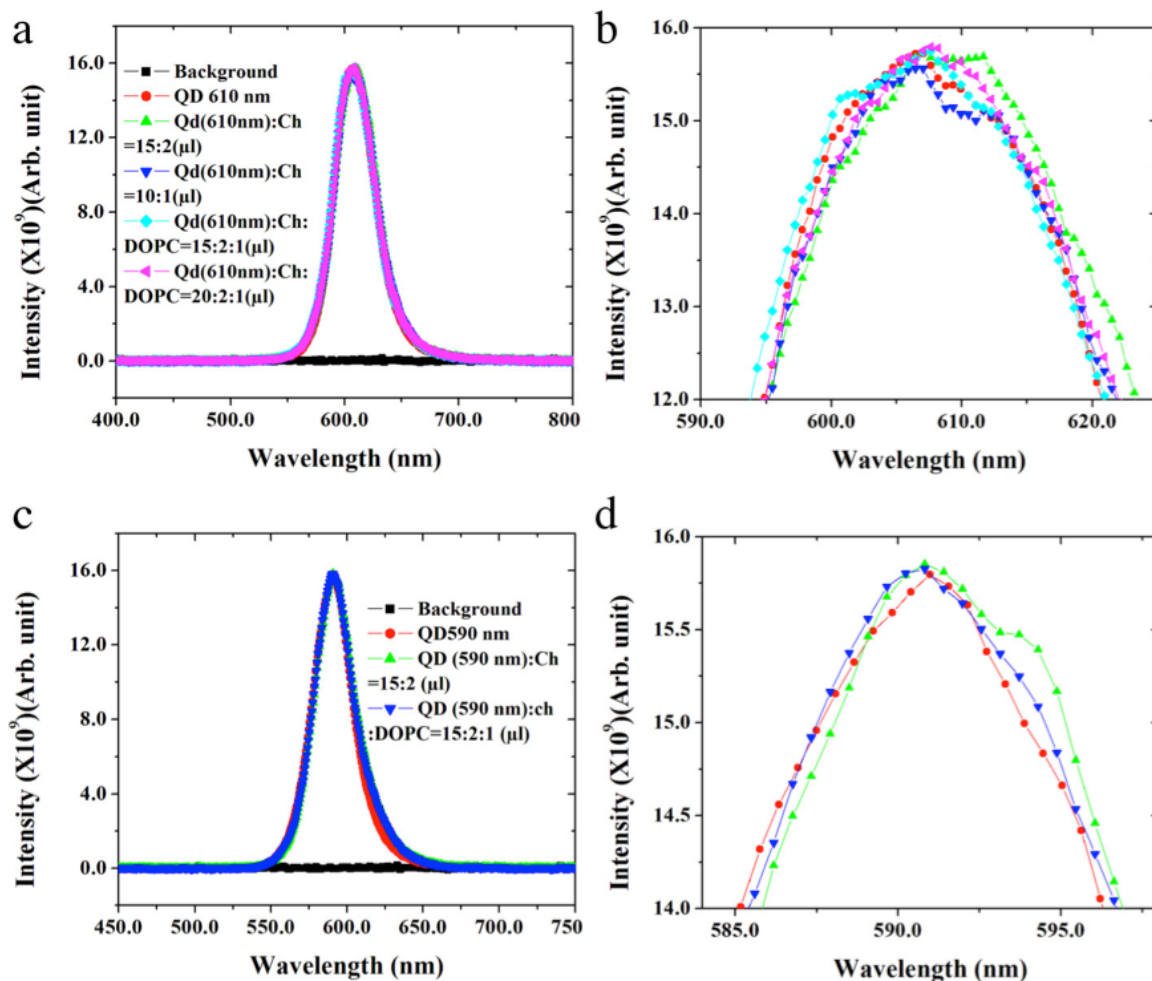 a
Intensity (X10⁹)(Arb. unit)
16.0
12.0
8.0
4.0
0.0
Background
QD 610 nm
Qd(610nm):Ch
=15:2(µl)
Qd(610nm):Ch
=10:1(µl)
Qd(610nm):Ch:
DOPC=15:2:1(µl)
Qd(610nm):Ch:
DOPC=20:2:1(µl)
400.0 500.0 600.0 700.0 800.0
Wavelength (nm)
b
Intensity (X10⁹)(Arb. unit)
16.0
15.0
14.0
13.0
12.0
590.0 600.0 610.0 620.0
Wavelength (nm)
c
Intensity (X10⁹)(Arb. unit)
16.0
12.0
8.0
4.0
0.0
Background
QD590 nm
QD (590 nm):Ch
=15:2 (µl)
QD (590 nm):ch
:DOPC=15:2:1 (µl)
450.0 500.0 550.0 600.0 650.0 700.0 750.0
Wavelength (nm)
d
Intensity (X10⁹)(Arb. unit)
16.0
15.5
15.0
14.5
14.0
585.0 590.0 595.0
Wavelength (nm)